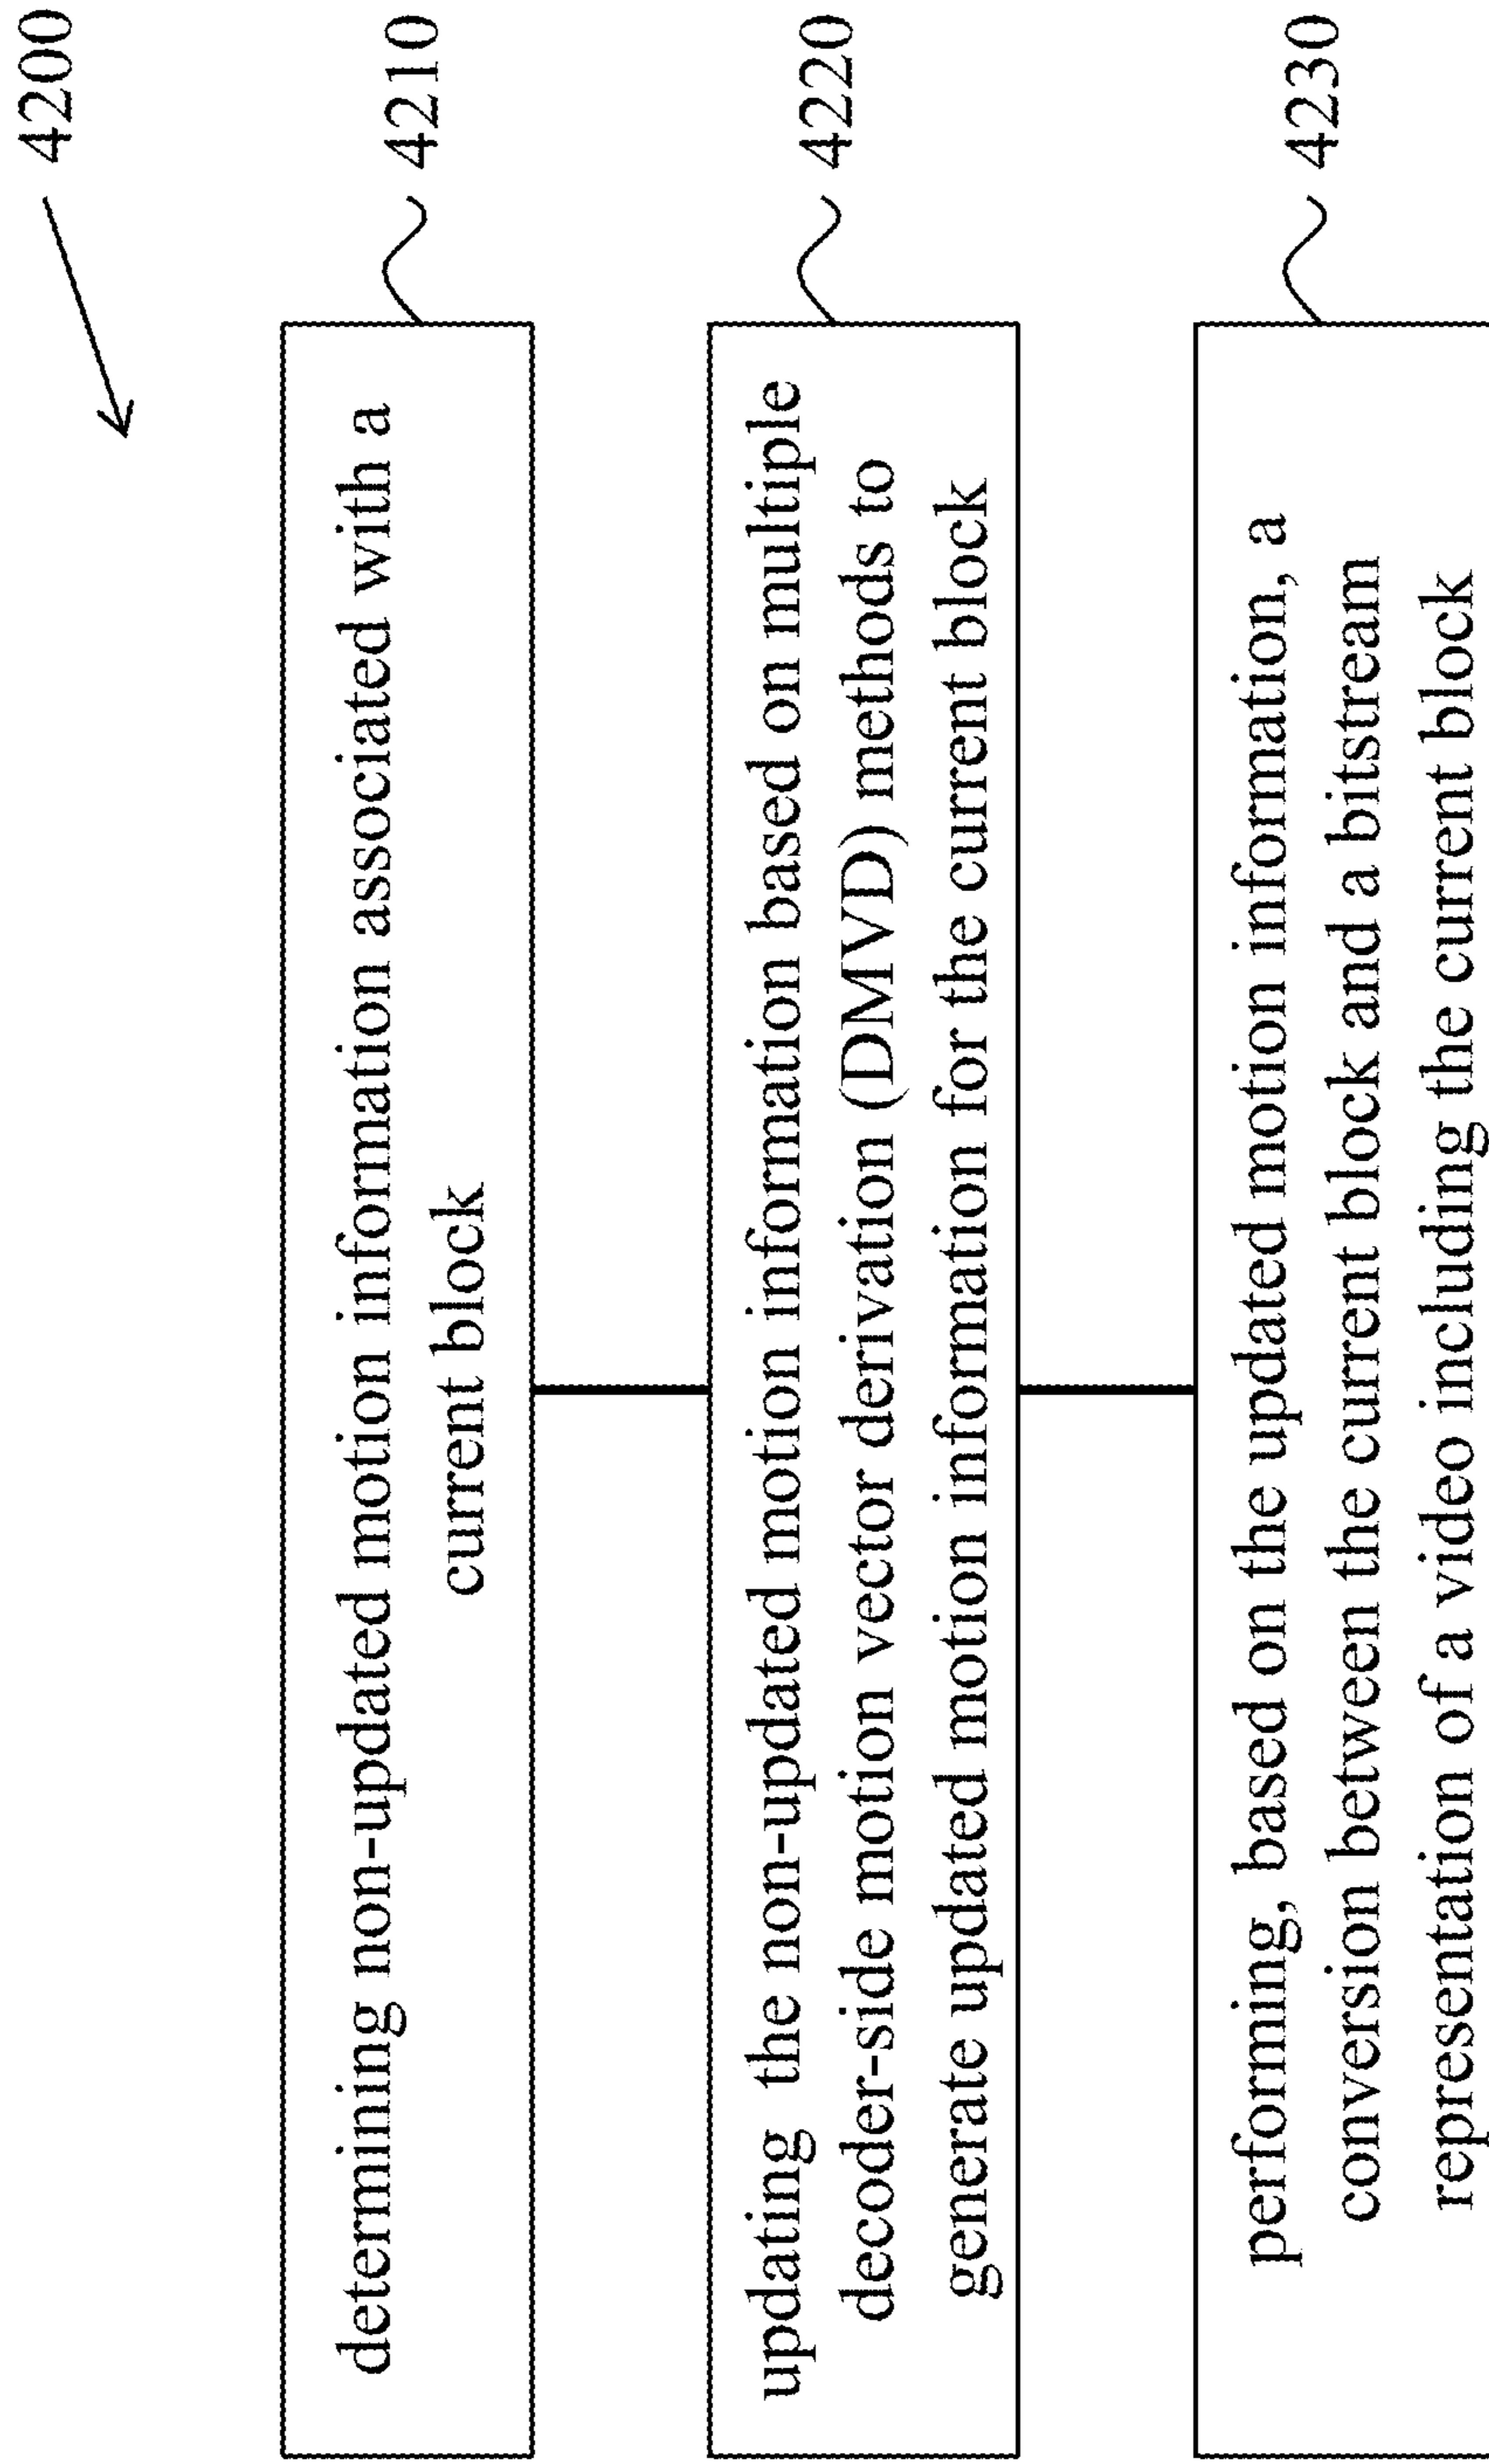 4200
determining non-updated motion information associated with a
current block
4210
updating the non-updated motion information based on multiple
decoder-side motion vector derivation (DMVD) methods to
generate updated motion information for the current block
4220
performing, based on the updated motion information, a
conversion between the current block and a bitstream
representation of a video including the current block
4230